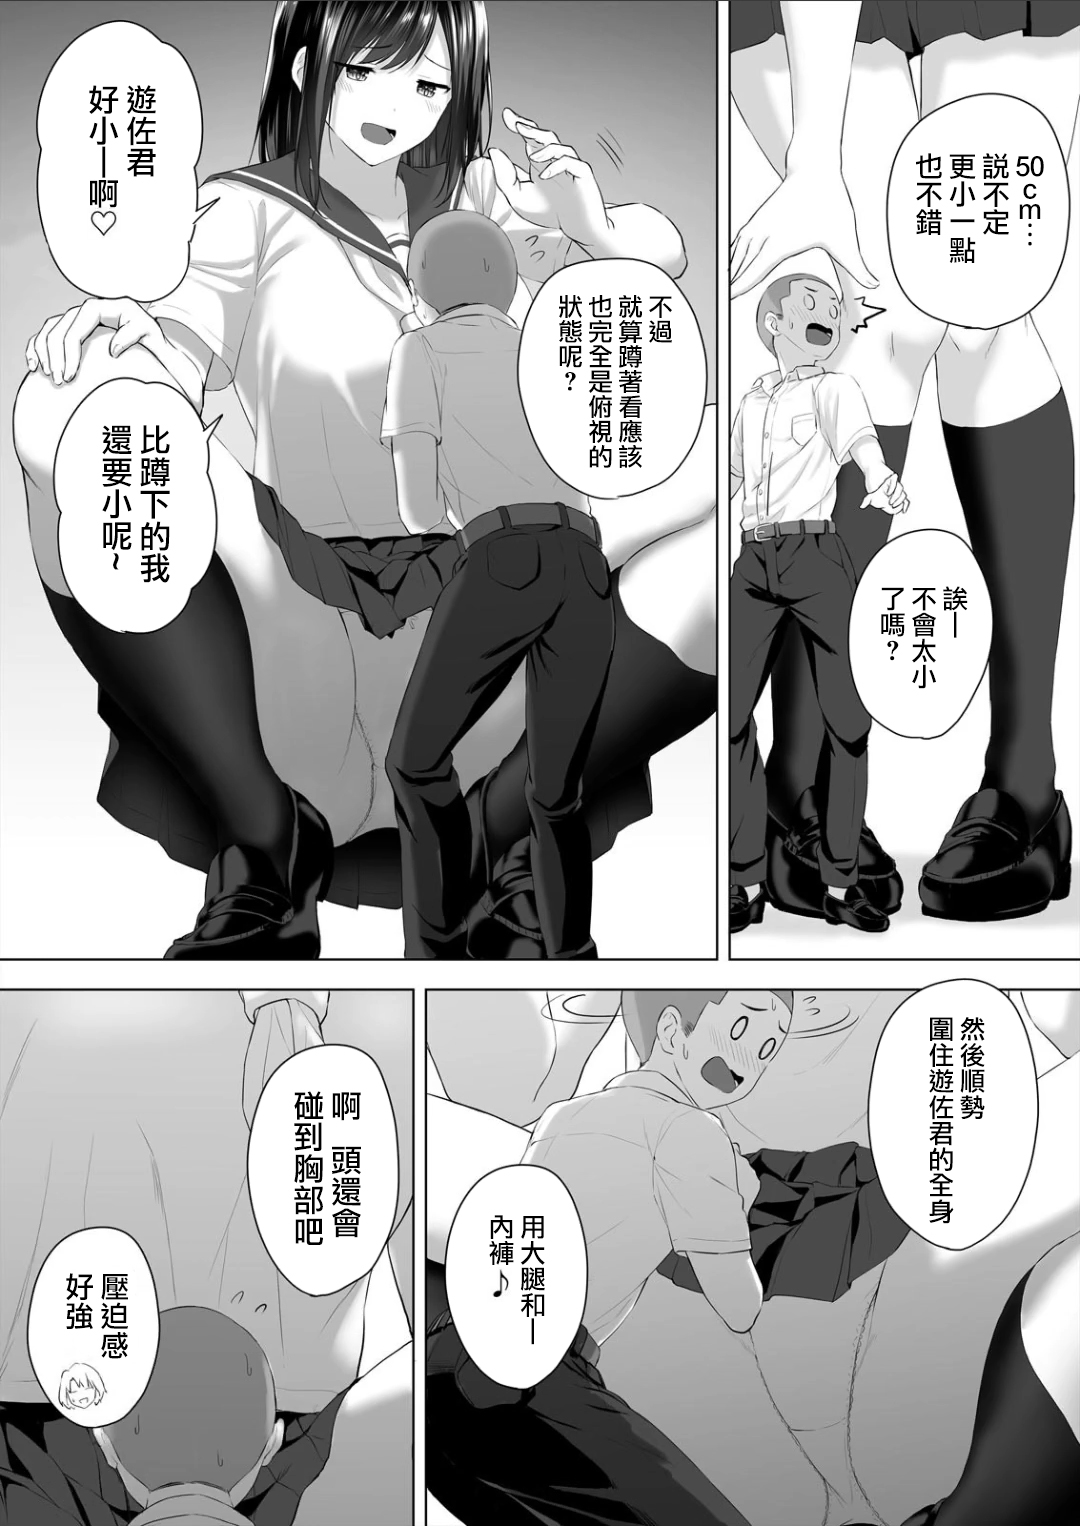 50cm…
説不定
更小一點
也不錯
誒ー
不會太小
了嗎？
不過
就算蹲著看應該
也完全是俯視的
狀態呢？
遊佐君
好小ー啊♡
比蹲下的我
還要小呢~
然後順勢
圍住遊佐君的全身
用大腿和ー
內褲♪
啊 頭還會
碰到胸部吧
壓迫感
好強